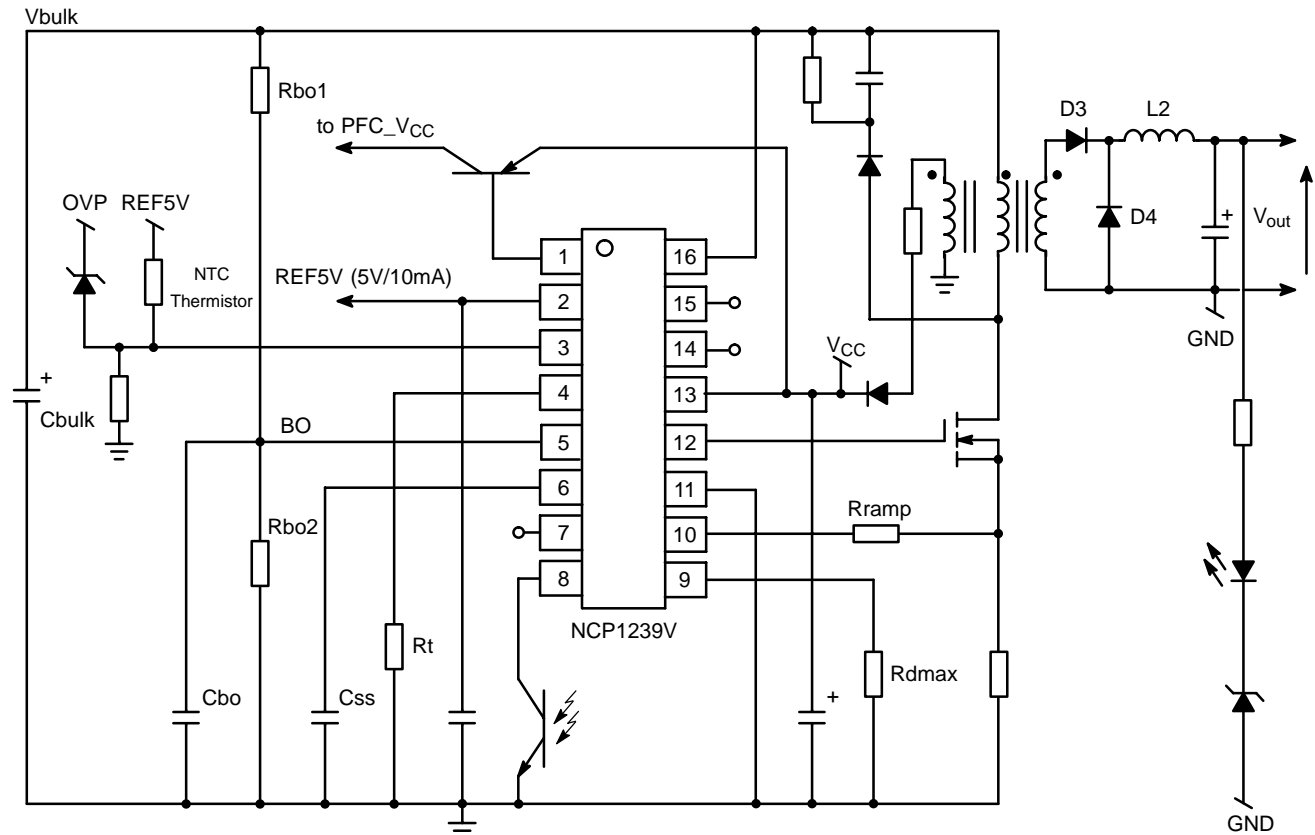 Vbulk
Rbo1
to PFC_VCC
D3
L2
OVP
REF5V
NTC
Thermistor
REF5V (5V/10mA)
D4
Vout
GND
VCC
+
Cbulk
+
BO
1
2
3
4
5
6
7
8
16
15
14
13
12
11
10
9
NCP1239V
Rramp
Rbo2
Rt
Rdmax
Cbo
Css
+
GND